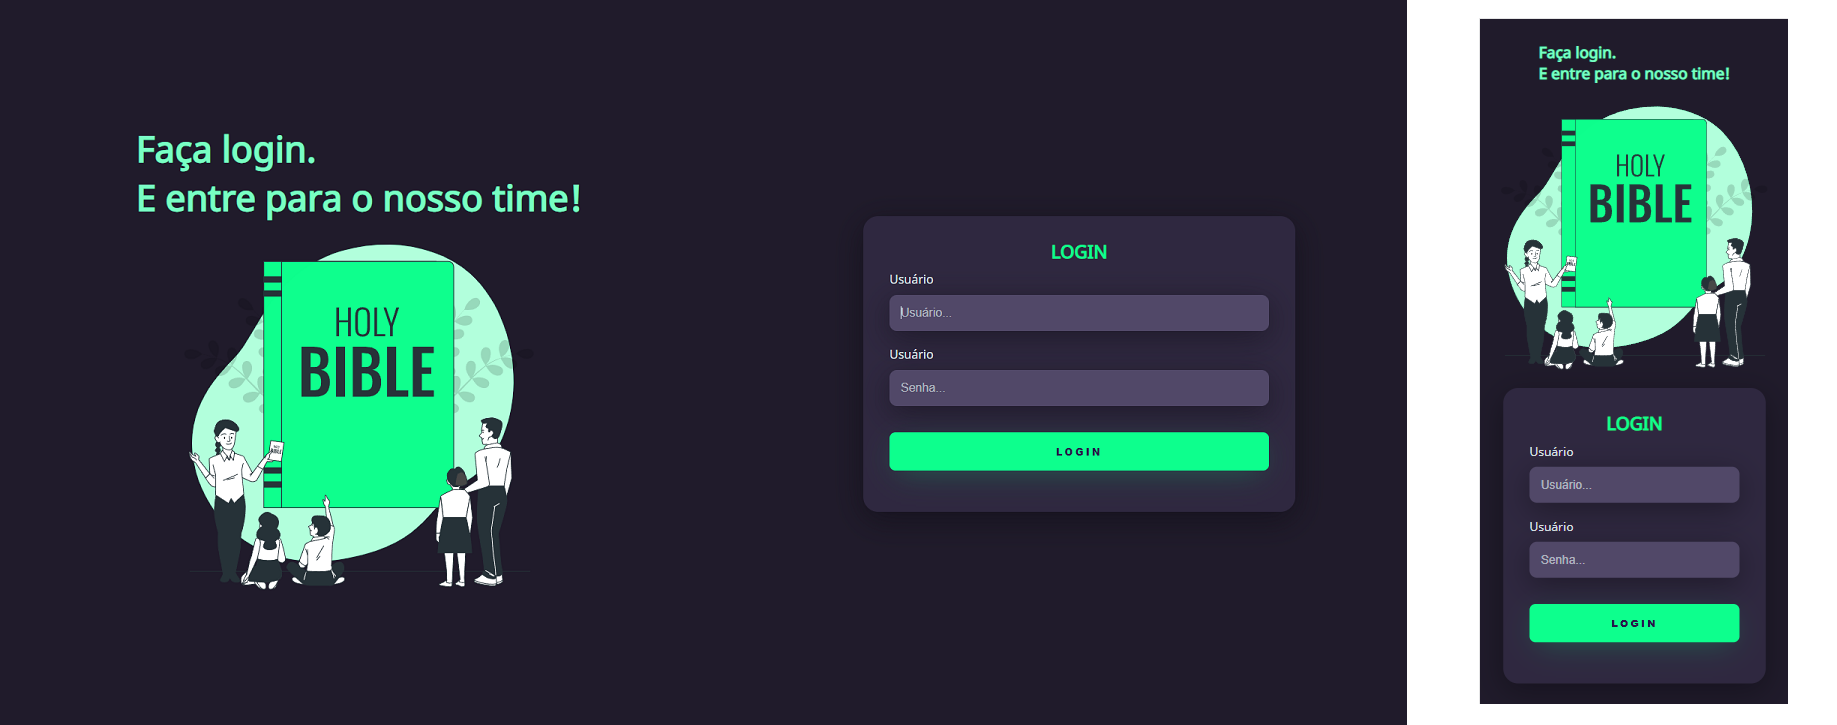 Faça login.
E entre para o nosso time!
HOLY
BIBLE
LOGIN
Usuário
Usuário...
Usuário
Senha...
LOGIN
Faça login.
E entre para o nosso time!
HOLY
BIBLE
LOGIN
Usuário
Usuário...
Usuário
Senha...
LOGIN